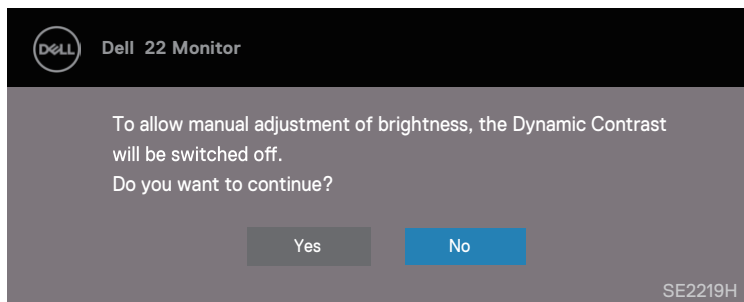 DELL
Dell 22 Monitor
To allow manual adjustment of brightness, the Dynamic Contrast
will be switched off.
Do you want to continue?
Yes
No
SE2219H